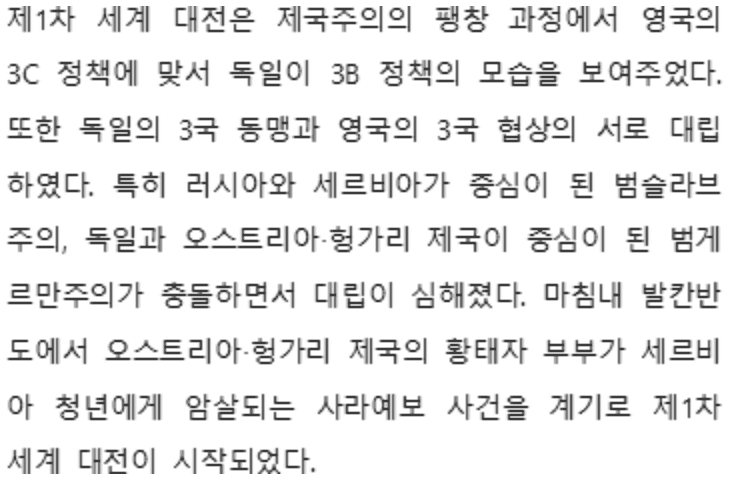 제1차 세계 대전은 제국주의의 팽창 과정에서 영국의
3C 정책에 맞서 독일이 3B 정책의 모습을 보여주었다.
또한 독일의 3국 동맹과 영국의 3국 협상의 서로 대립
하였다. 특히 러시아와 세르비아가 중심이 된 범슬라브
주의, 독일과 오스트리아·헝가리 제국이 중심이 된 범게
르만주의가 충돌하면서 대립이 심해졌다. 마침내 발칸반
도에서 오스트리아·헝가리 제국의 황태자 부부가 세르비
아 청년에게 암살되는 사라예보 사건을 계기로 제1차
세계 대전이 시작되었다.